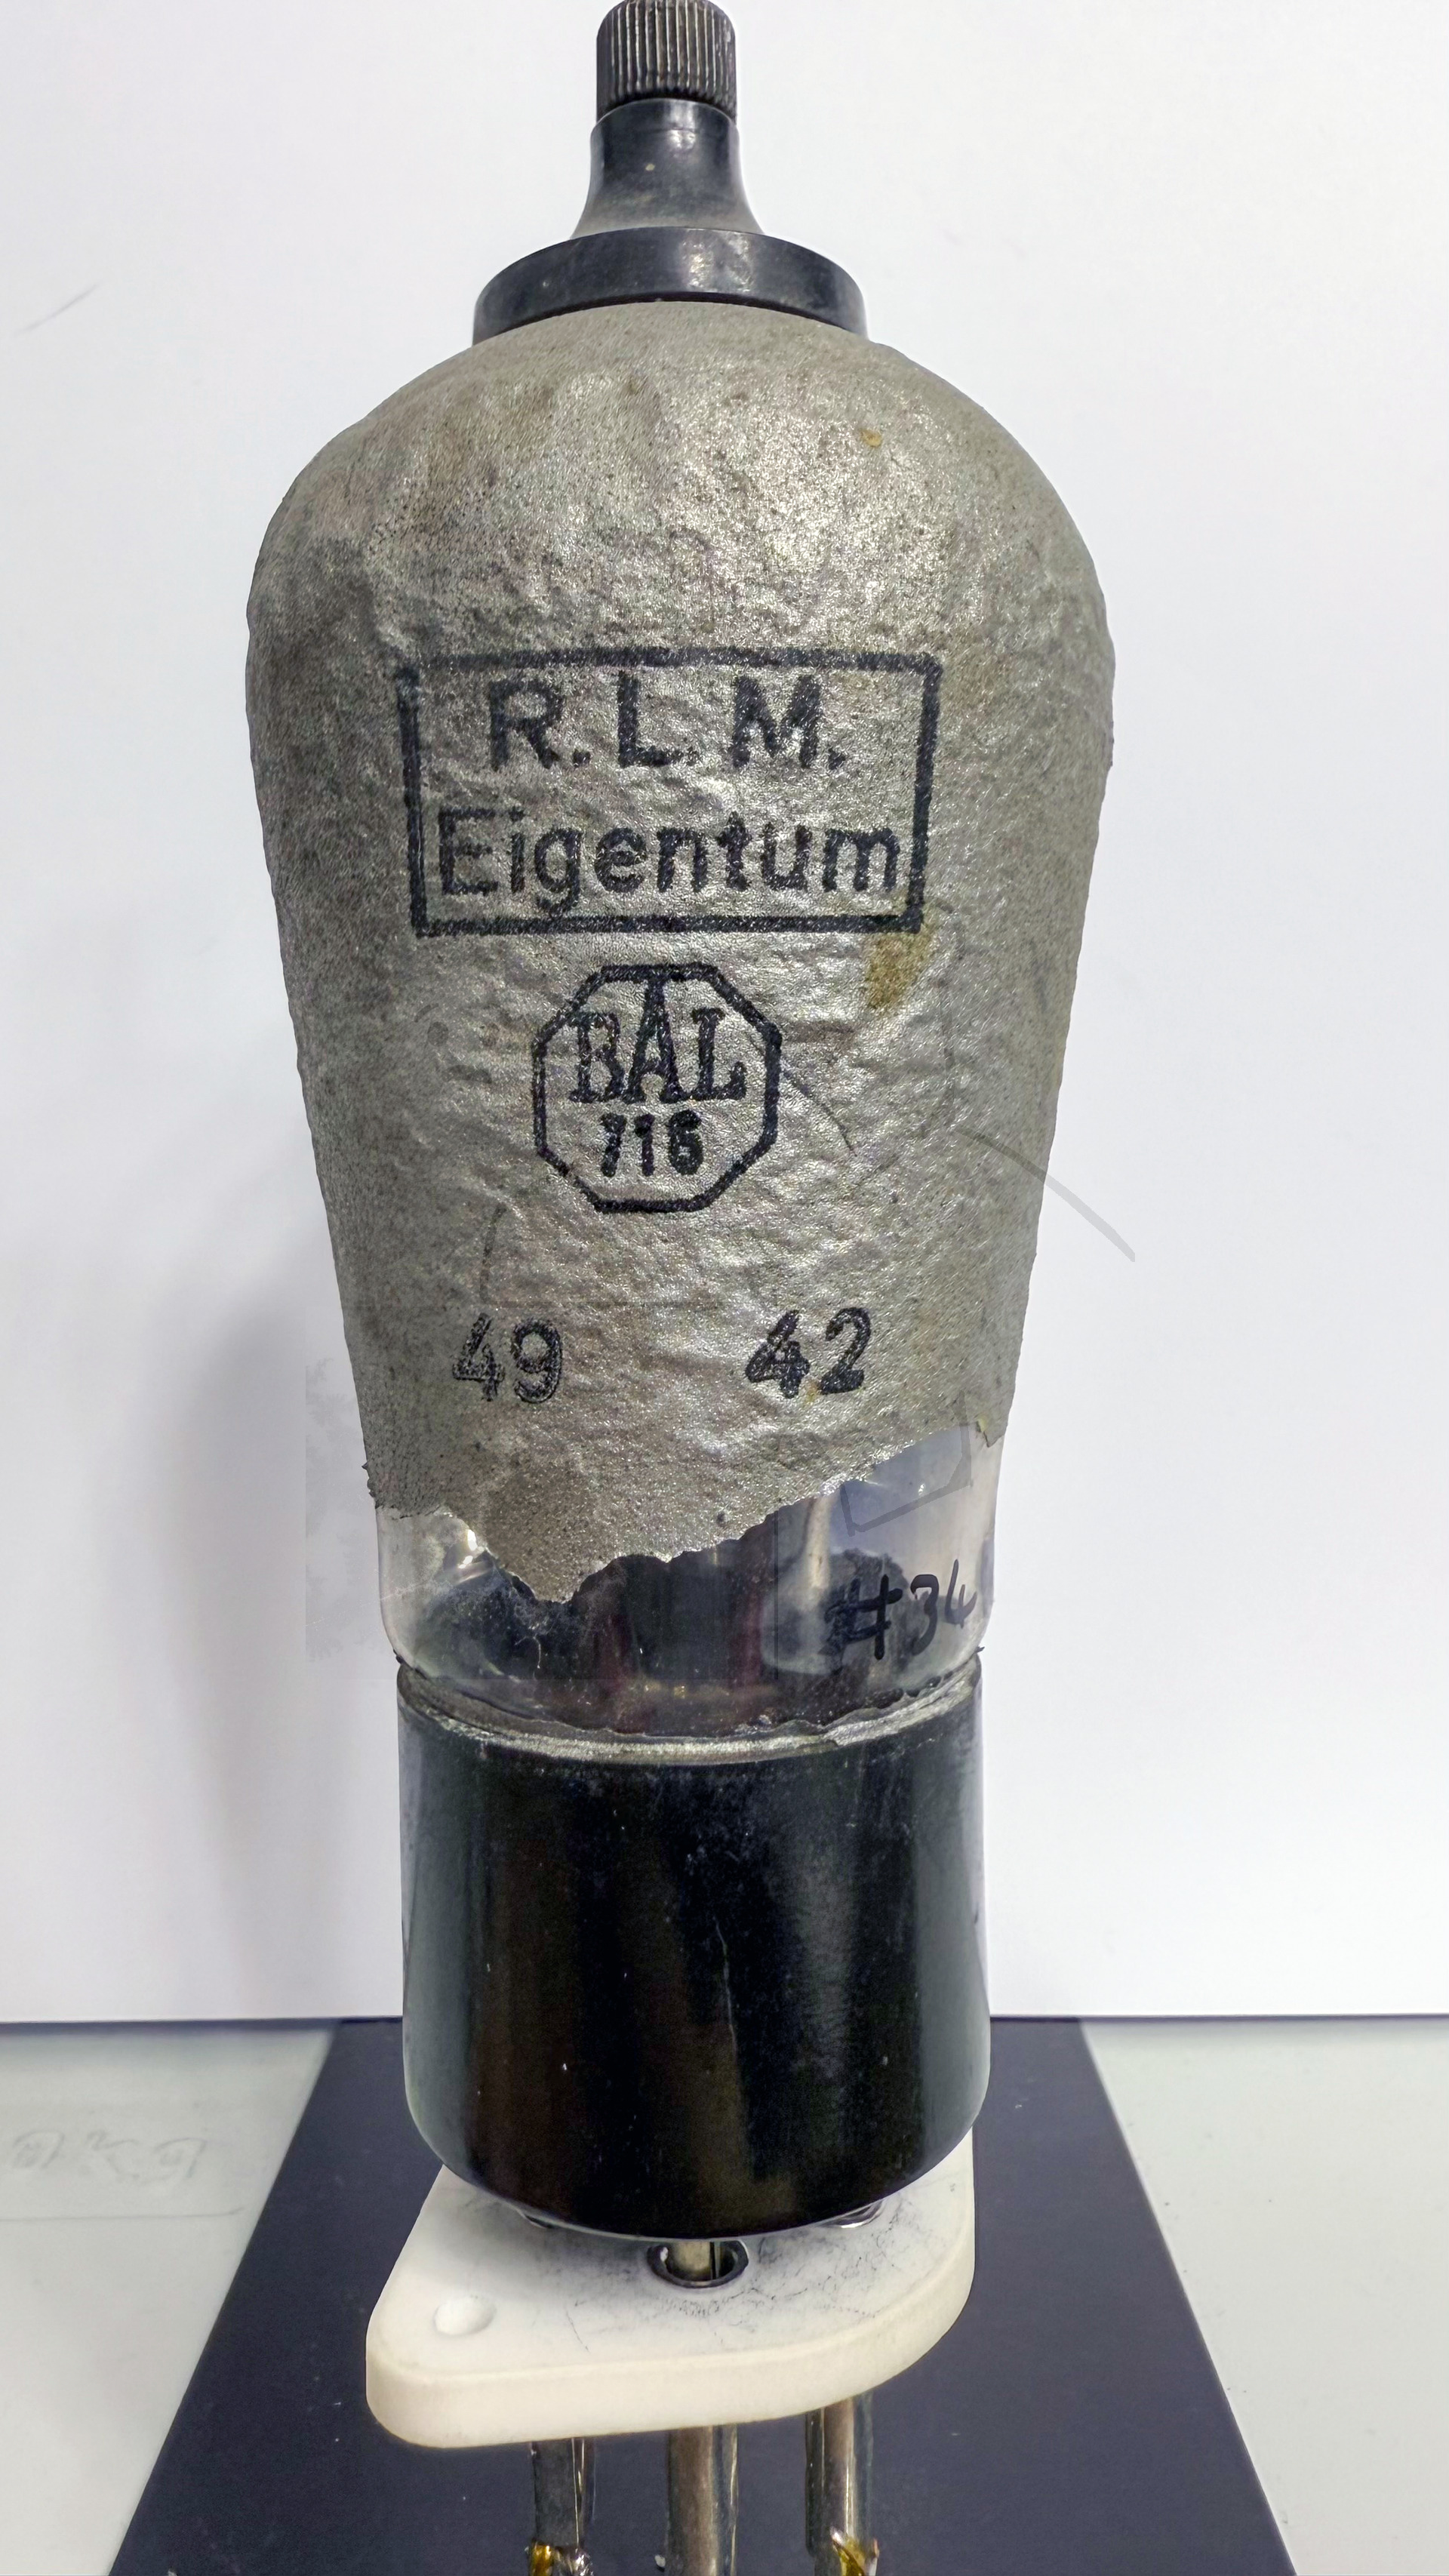 R.L.M.
Eigentum
BAL
716
49 42
#34